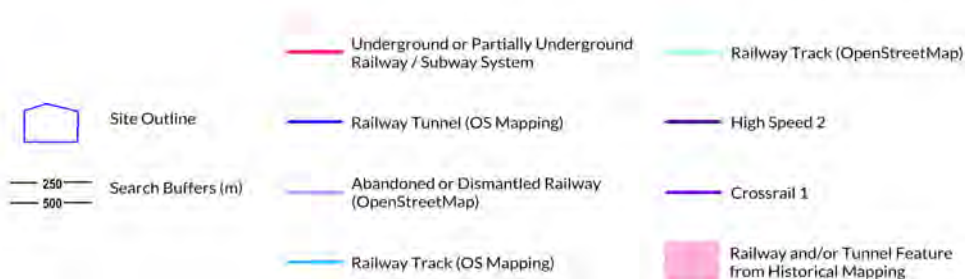 Site Outline
250
500
Search Buffers (m)
Underground or Partially Underground
Railway / Subway System
Railway Tunnel (OS Mapping)
Abandoned or Dismantled Railway
(OpenStreetMap)
Railway Track (OS Mapping)
Railway Track (OpenStreetMap)
High Speed 2
Crossrail 1
Railway and/or Tunnel Feature
from Historical Mapping